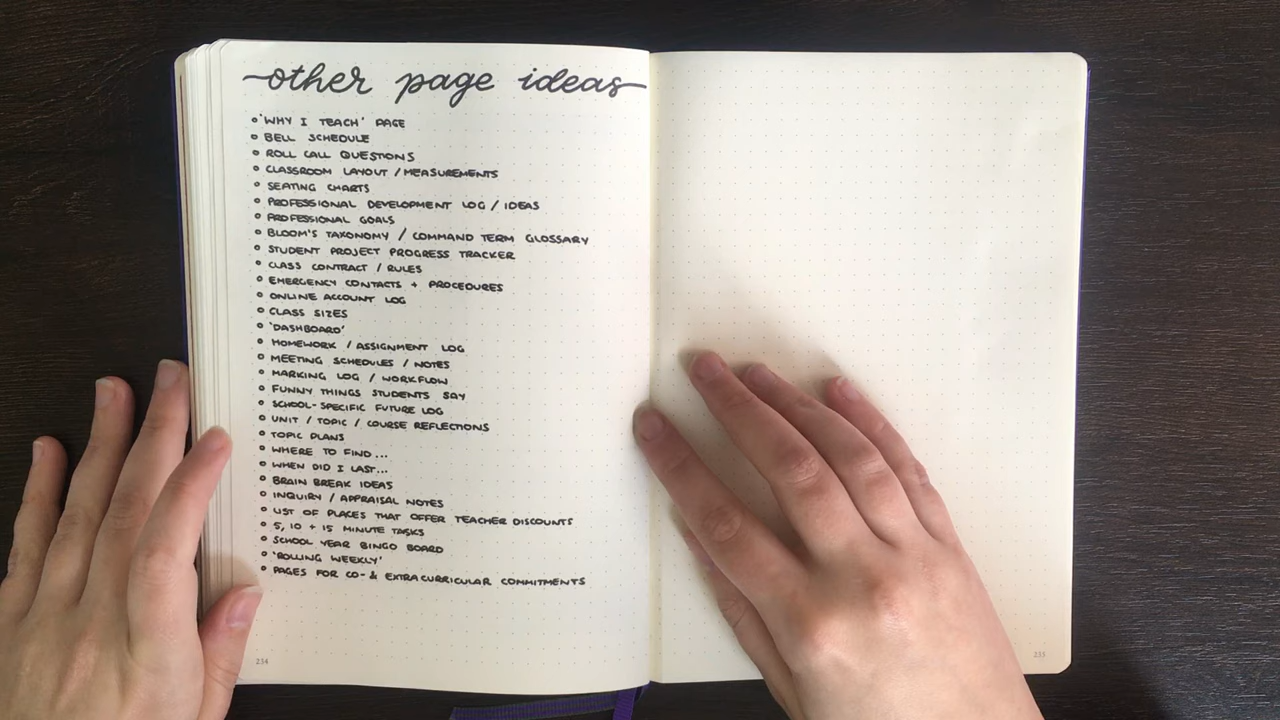 other page ideas
'WHY I TEACH' PAGE
BELL SCHEDULE
ROLL CALL QUESTIONS
CLASSROOM LAYOUT / MEASUREMENTS
SEATING CHARTS
PROFESSIONAL DEVELOPMENT LOG / IDEAS
PROFESSIONAL GOALS
BLOOM'S TAXONOMY / COMMAND TERM GLOSSARY
STUDENT PROJECT PROGRESS TRACKER
CLASS CONTRACT / RULES
EMERGENCY CONTACTS + PROCEDURES
ONLINE ACCOUNT LOG
CLASS SIZES
'DASHBOARD'
HOMEWORK / ASSIGNMENT LOG
MEETING SCHEDULES / NOTES
MARKING LOG / WORKFLOW
FUNNY THINGS STUDENTS SAY
SCHOOL-SPECIFIC FUTURE LOG
UNIT / TOPIC / COURSE REFLECTIONS
TOPIC PLANS
WHERE TO FIND...
WHEN DID I LAST...
BRAIN BREAK IDEAS
INQUIRY / APPRAISAL NOTES
LIST OF PLACES THAT OFFER TEACHER DISCOUNTS
5, 10 + 15 MINUTE TASKS
SCHOOL YEAR BINGO BOARD
'ROLLING WEEKLY'
PAGES FOR CO- & EXTRACURRICULAR COMMITMENTS
234
235